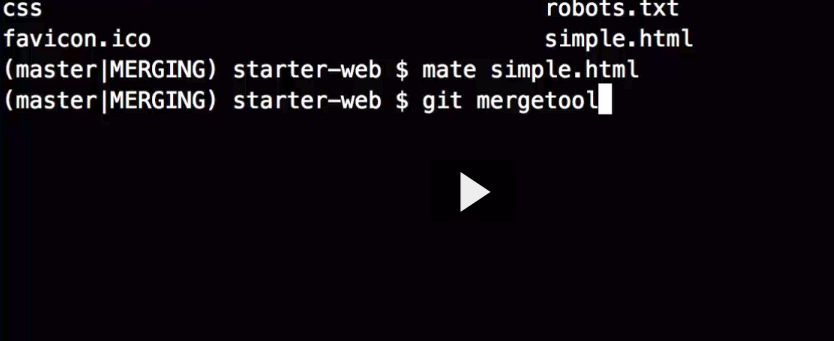 css robots.txt
favicon.ico simple.html
(master|MERGING) starter-web $ mate simple.html
(master|MERGING) starter-web $ git mergetool